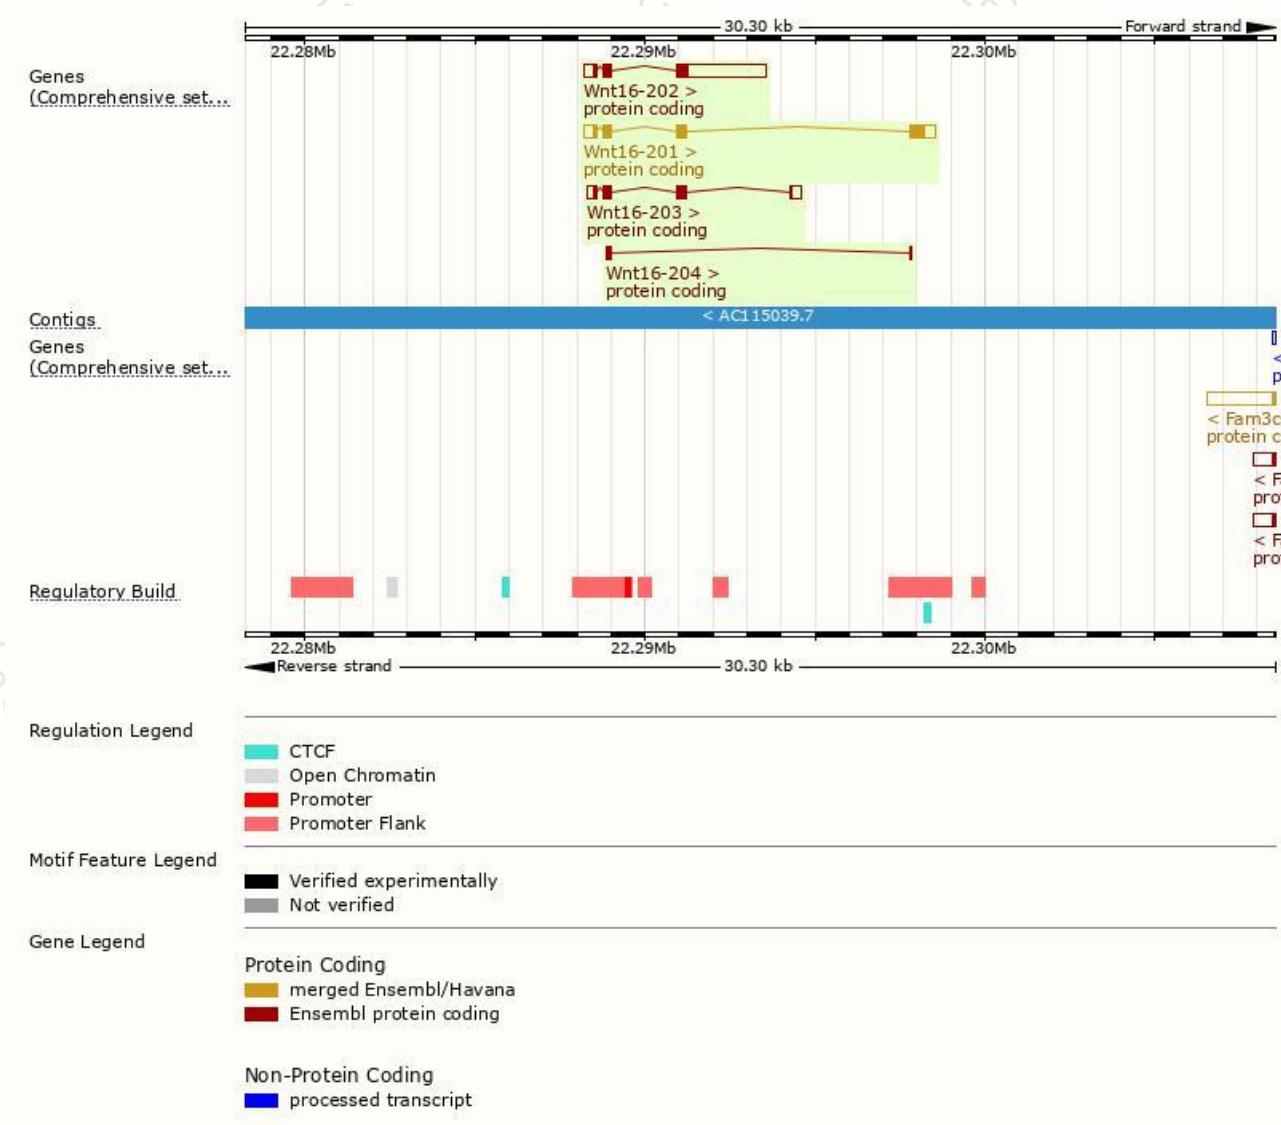 30.30 kb
Forward strand
22.28Mb 22.29Mb 22.30Mb
Genes
(Comprehensive set...
Wnt16-202 >
protein coding
Wnt16-201 >
protein coding
Wnt16-203 >
protein coding
Wnt16-204 >
protein coding
Contigs
< AC115039.7
Genes
(Comprehensive set...
<
p
< Fam3c
protein c
< F
pro
< F
pro
Regulatory Build
22.28Mb 22.29Mb 22.30Mb
Reverse strand
30.30 kb
Regulation Legend
CTCF
Open Chromatin
Promoter
Promoter Flank
Motif Feature Legend
Verified experimentally
Not verified
Gene Legend
Protein Coding
merged Ensembl/Havana
Ensembl protein coding
Non-Protein Coding
processed transcript